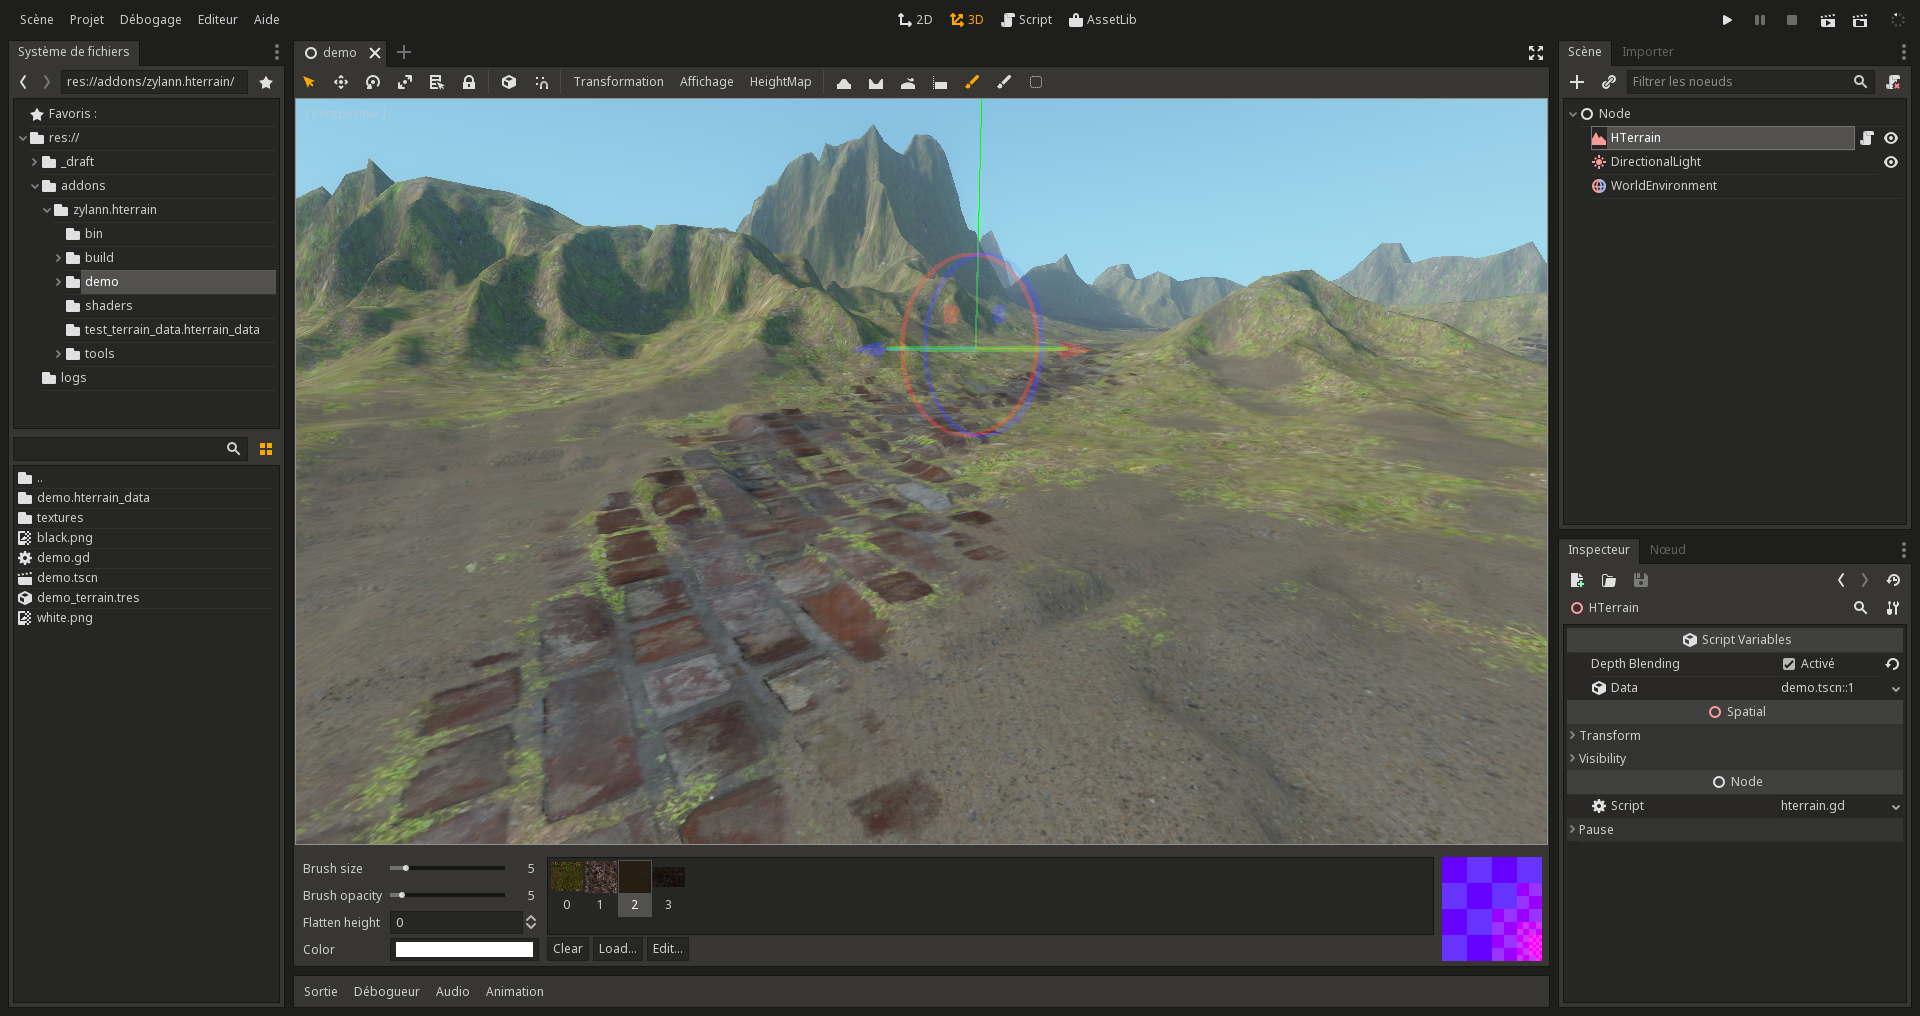 Scène Projet Débogage Editeur Aide
2D 3D Script AssetLib
Système de fichiers
res://addons/zylann.hterrain/
Favoris :
res://
_draft
addons
zylann.hterrain
bin
build
demo
shaders
test_terrain_data.hterrain_data
tools
logs
..
demo.hterrain_data
textures
black.png
demo.gd
demo.tscn
demo_terrain.tres
white.png
demo
Transformation Affichage HeightMap
[ Perspective ]
Brush size 5
Brush opacity 5
Flatten height 0
Color
0 1 2 3
Clear Load... Edit...
Sortie Débogueur Audio Animation
Scène Importer
Filtrer les noeuds
Node
HTerrain
DirectionalLight
WorldEnvironment
Inspecteur Nœud
HTerrain
Script Variables
Depth Blending Activé
Data demo.tscn::1
Spatial
Transform
Visibility
Node
Script hterrain.gd
Pause